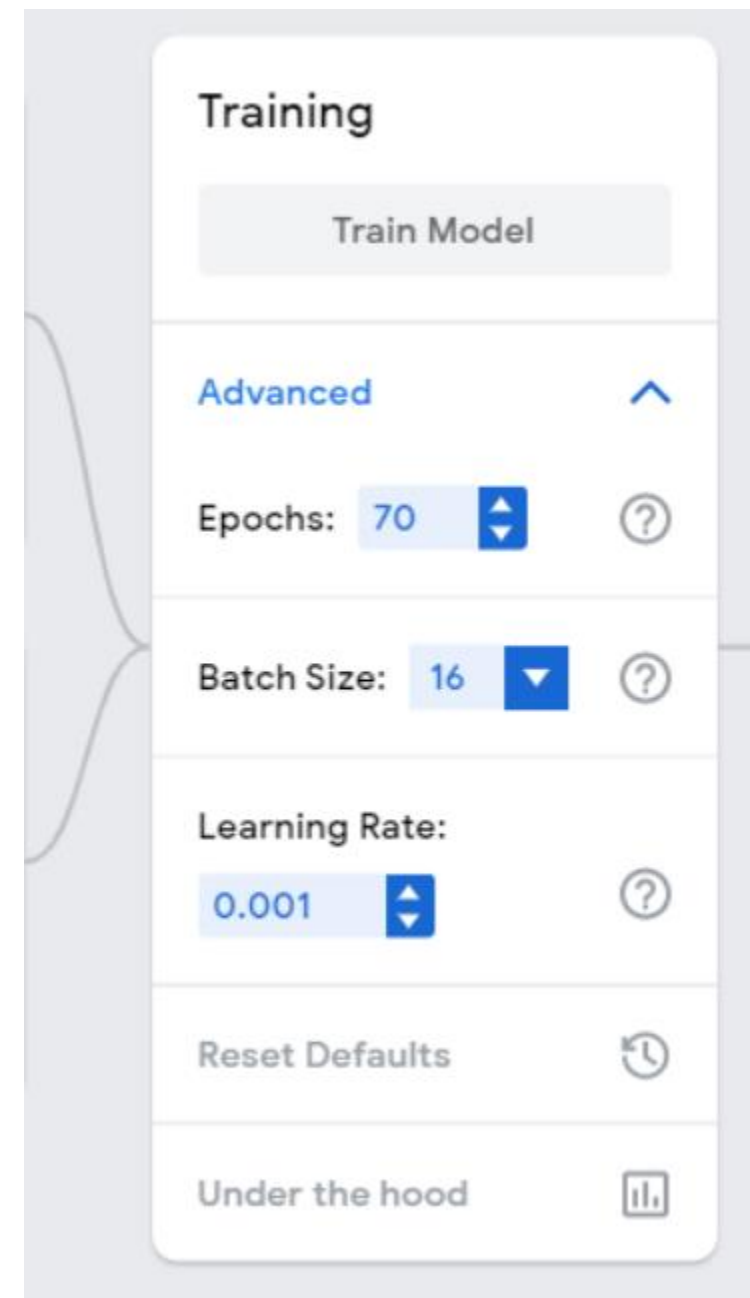 Training
Train Model
Advanced
Epochs: 70
Batch Size: 16
Learning Rate:
0.001
Reset Defaults
Under the hood